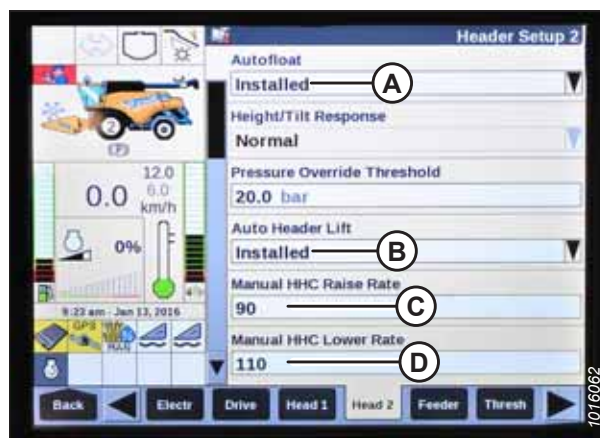 Header Setup 2
Autofloat
Installed
A
Height/Tilt Response
Normal
Pressure Override Threshold
20.0 bar
Auto Header Lift
Installed
B
Manual HHC Raise Rate
90
C
Manual HHC Lower Rate
110
D
2
(P)
12.0
6.0
0.0
km/h
0%
9:23 am Jan 13, 2016
GPS
Back
Electr
Drive
Head 1
Head 2
Feeder
Thresh
1016062